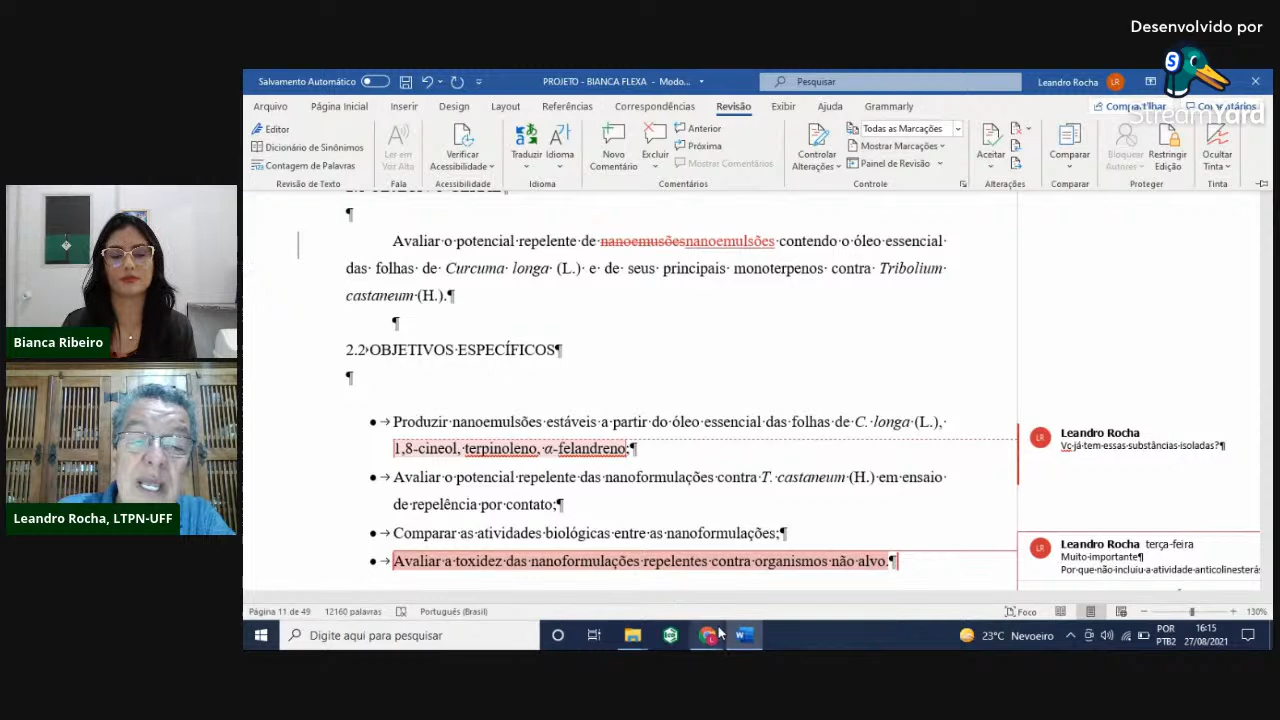 Desenvolvido por
StreamYard
Salvamento Automático
PROJETO - BIANCA FLEXA - Modo...
Pesquisar
Leandro Rocha
LR
Arquivo
Página Inicial
Inserir
Design
Layout
Referências
Correspondências
Revisão
Exibir
Ajuda
Grammarly
Compartilhar
Comentários
Editor
Dicionário de Sinônimos
Contagem de Palavras
Revisão de Texto
Ler em Voz Alta
Fala
Verificar Acessibilidade
Acessibilidade
Traduzir
Idioma
Idioma
Novo Comentário
Excluir
Anterior
Próxima
Mostrar Comentários
Comentários
Controlar Alterações
Todas as Marcações
Mostrar Marcações
Painel de Revisão
Controle
Aceitar
Alterações
Comparar
Comparar
Bloquear Autores
Restringir Edição
Proteger
Ocultar Tinta
Tinta
¶
Avaliar o potencial repelente de nanoemusõesnanoemulsões contendo o óleo essencial
das folhas de Curcuma longa (L.) e de seus principais monoterpenos contra Tribolium
castaneum (H.).¶
¶
2.2 OBJETIVOS ESPECÍFICOS¶
¶
• → Produzir nanoemulsões estáveis a partir do óleo essencial das folhas de C. longa (L.),
1,8-cineol, terpinoleno, α-felandreno;¶
• → Avaliar o potencial repelente das nanoformulações contra T. castaneum (H.) em ensaio
de repelência por contato;¶
• → Comparar as atividades biológicas entre as nanoformulações;¶
• → Avaliar a toxidez das nanoformulações repelentes contra organismos não alvo.¶
LR
Leandro Rocha
Vc já tem essas substâncias isoladas?¶
LR
Leandro Rocha terça-feira
Muito importante¶
Por que não incluiu a atividade anticolinesterás
Bianca Ribeiro
Leandro Rocha, LTPN-UFF
Página 11 de 49
12160 palavras
Português (Brasil)
Foco
130%
Digite aqui para pesquisar
23°C Nevoeiro
POR
PTB2
16:15
27/08/2021